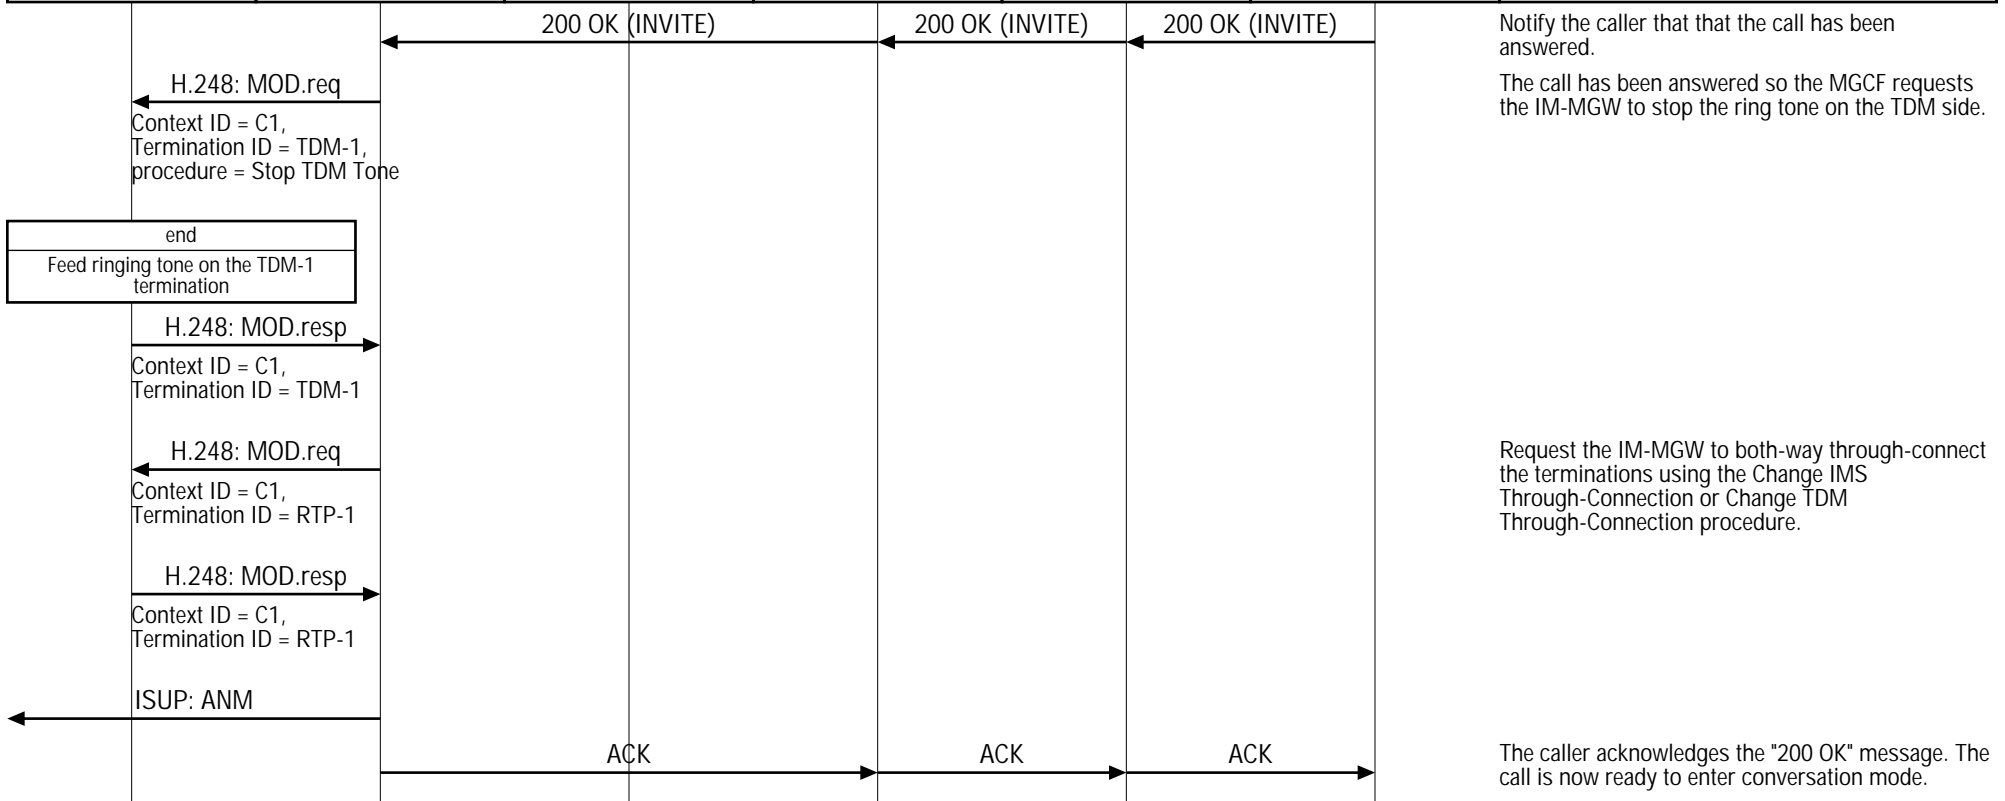 200 OK (INVITE)
200 OK (INVITE)
200 OK (INVITE)
Notify the caller that that the call has been
answered.
H.248: MOD.req
The call has been answered so the MGCF requests
the IM-MGW to stop the ring tone on the TDM side.
Context ID = C1,
Termination ID = TDM-1,
procedure = Stop TDM Tone
end
Feed ringing tone on the TDM-1
termination
H.248: MOD.resp
Context ID = C1,
Termination ID = TDM-1
H.248: MOD.req
Request the IM-MGW to both-way through-connect
the terminations using the Change IMS
Through-Connection or Change TDM
Through-Connection procedure.
Context ID = C1,
Termination ID = RTP-1
H.248: MOD.resp
Context ID = C1,
Termination ID = RTP-1
ISUP: ANM
ACK
ACK
ACK
The caller acknowledges the "200 OK" message. The
call is now ready to enter conversation mode.